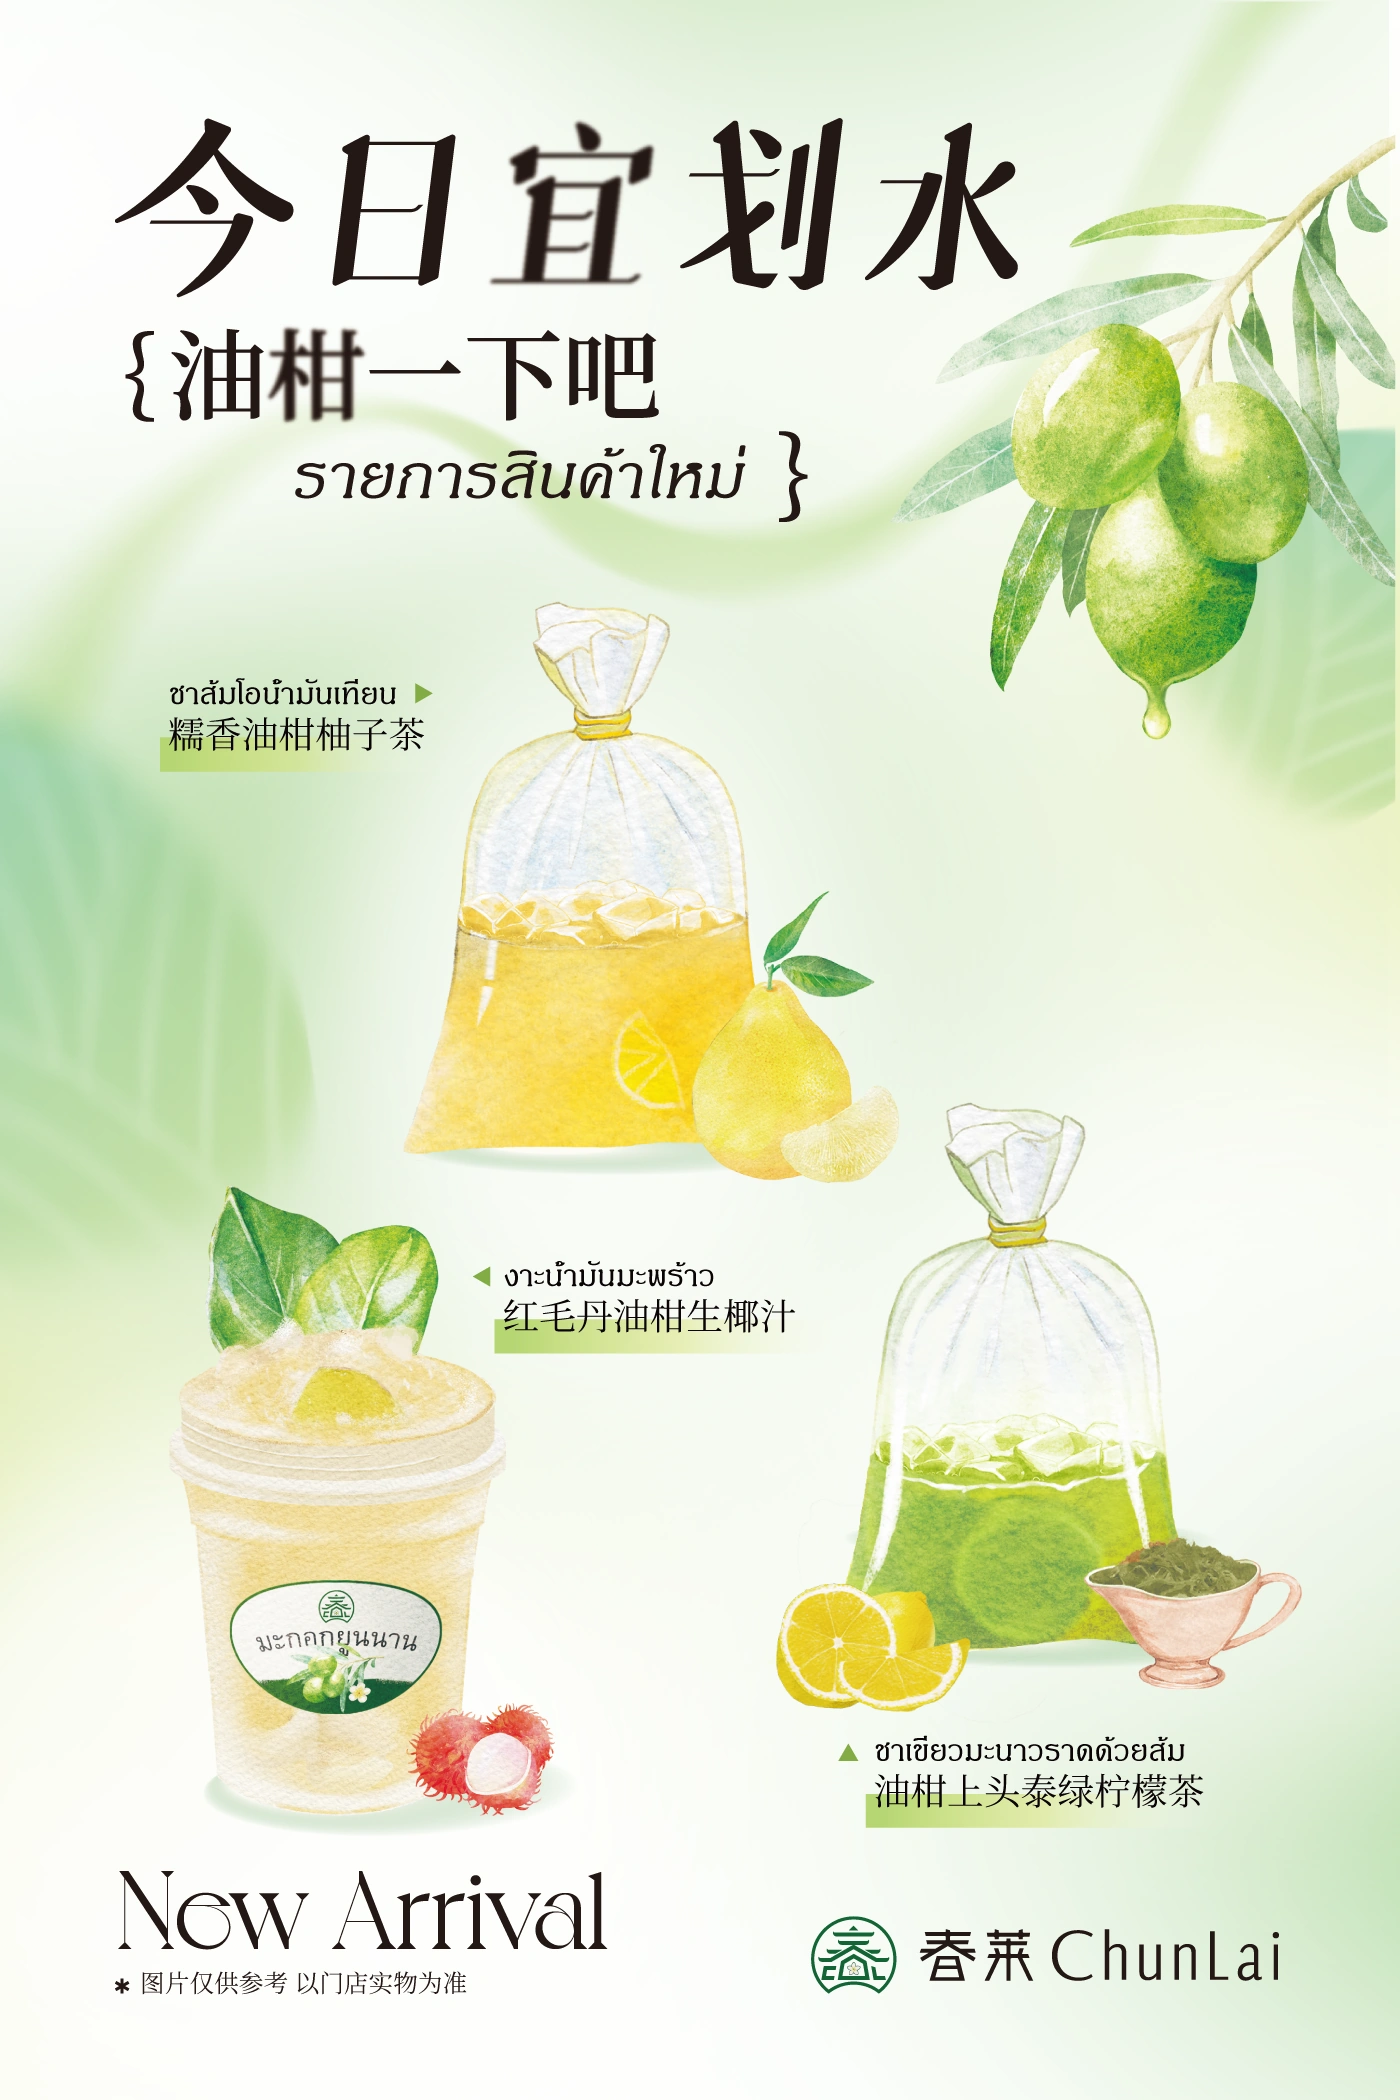 今日宜划水
{油柑一下吧
รายการสินค้าใหม่ }
ชาส้มโอน้ำมันเทียน
糯香油柑柚子茶
งาะน้ำมันมะพร้าว
红毛丹油柑生椰汁
มะกอกยูนนาน
ชาเขียวมะนาวราดด้วยส้ม
油柑上头泰绿柠檬茶
New Arrival
* 图片仅供参考 以门店实物为准
春莱 ChunLai